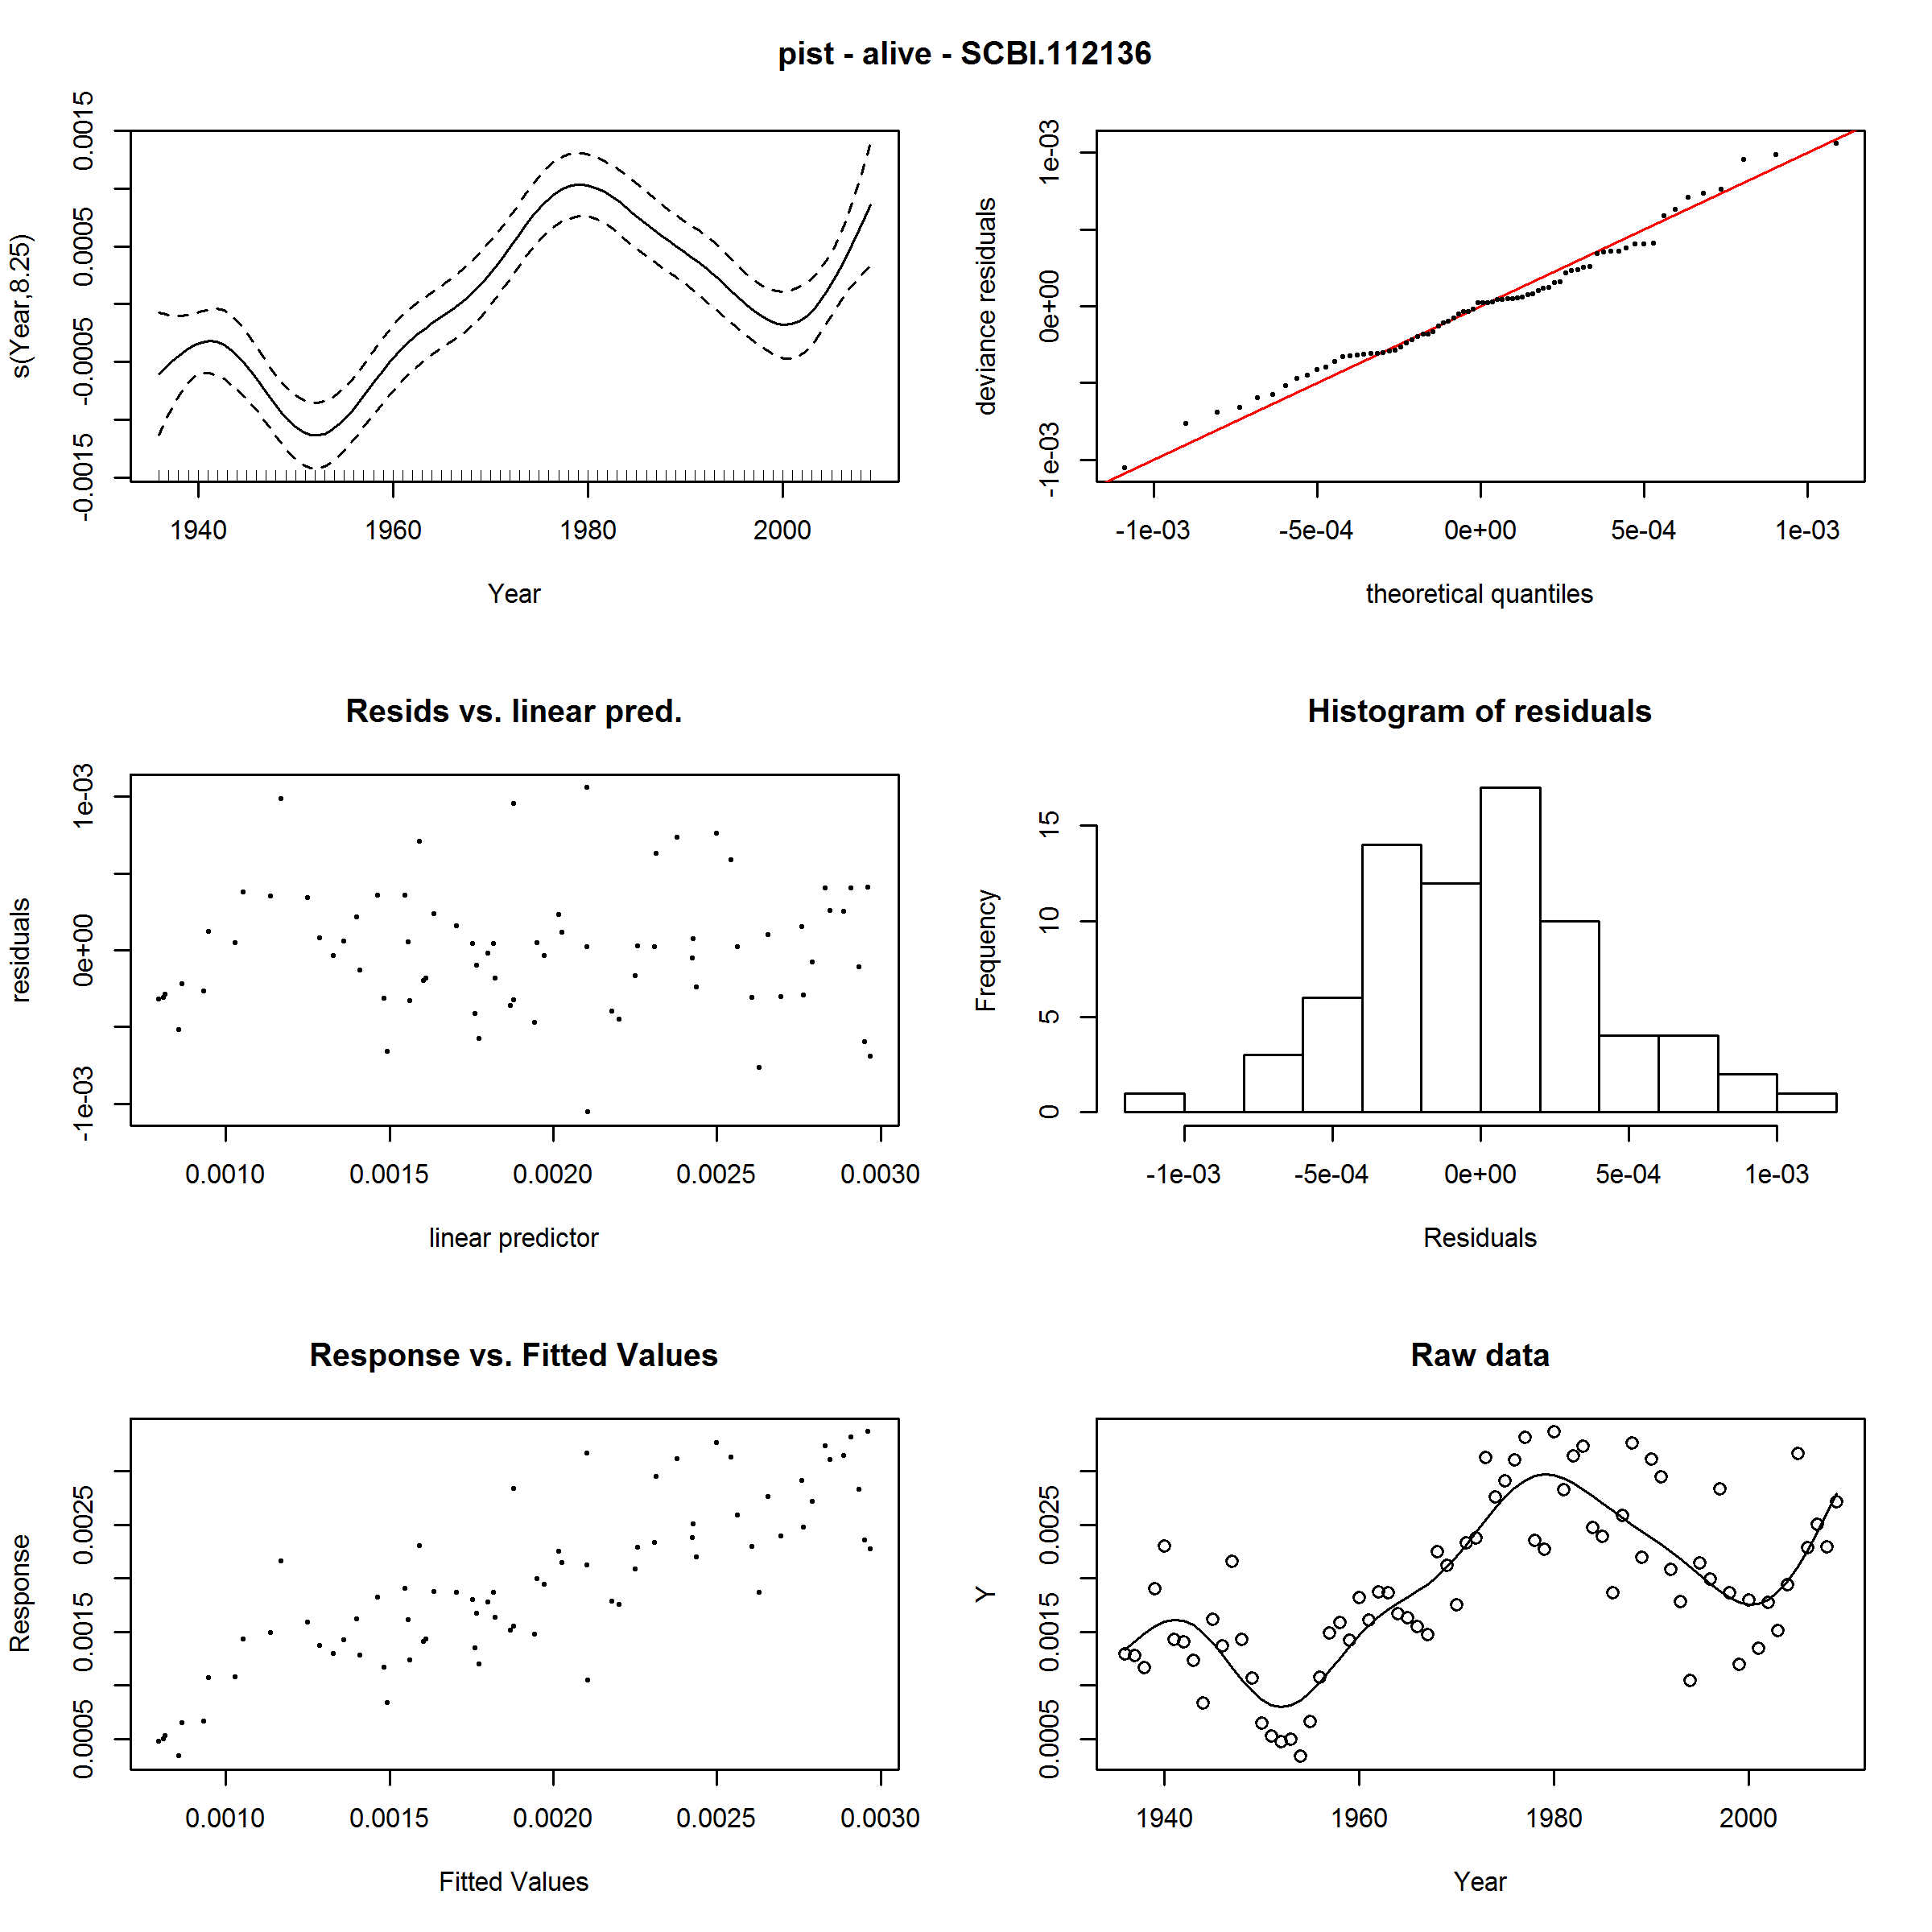 pist - alive - SCBI.112136
s(Year,8.25)
0.0015
0.0005
-0.0005
-0.0015
1940 1960 1980 2000
Year
deviance residuals
1e-03
0e+00
-1e-03
-1e-03 -5e-04 0e+00 5e-04 1e-03
theoretical quantiles
Resids vs. linear pred.
residuals
1e-03
0e+00
-1e-03
0.0010 0.0015 0.0020 0.0025 0.0030
linear predictor
Histogram of residuals
Frequency
15
10
5
0
-1e-03 -5e-04 0e+00 5e-04 1e-03
Residuals
Response vs. Fitted Values
Response
0.0025
0.0015
0.0005
0.0010 0.0015 0.0020 0.0025 0.0030
Fitted Values
Raw data
Y
0.0025
0.0015
0.0005
1940 1960 1980 2000
Year